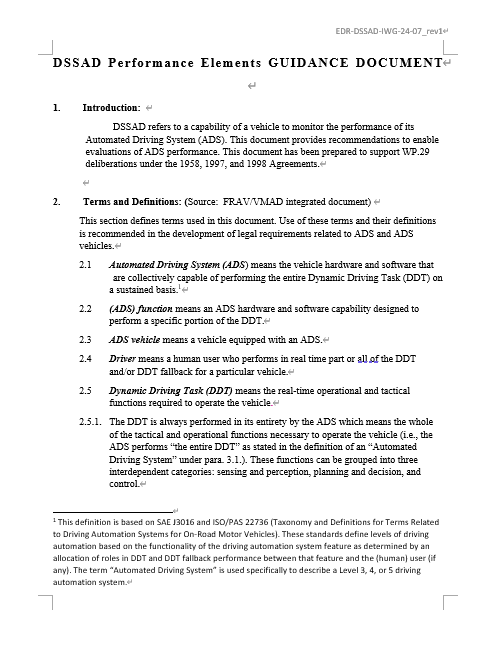 EDR-DSSAD-IWG-24-07_rev1
DSSAD Performance Elements GUIDANCE DOCUMENT
1. Introduction:
DSSAD refers to a capability of a vehicle to monitor the performance of its
Automated Driving System (ADS). This document provides recommendations to enable
evaluations of ADS performance. This document has been prepared to support WP.29
deliberations under the 1958, 1997, and 1998 Agreements.
2. Terms and Definitions: (Source: FRAV/VMAD integrated document)
This section defines terms used in this document. Use of these terms and their definitions
is recommended in the development of legal requirements related to ADS and ADS
vehicles.
2.1 Automated Driving System (ADS) means the vehicle hardware and software that
are collectively capable of performing the entire Dynamic Driving Task (DDT) on
a sustained basis.1
2.2 (ADS) function means an ADS hardware and software capability designed to
perform a specific portion of the DDT.
2.3 ADS vehicle means a vehicle equipped with an ADS.
2.4 Driver means a human user who performs in real time part or all of the DDT
and/or DDT fallback for a particular vehicle.
2.5 Dynamic Driving Task (DDT) means the real-time operational and tactical
functions required to operate the vehicle.
2.5.1. The DDT is always performed in its entirety by the ADS which means the whole
of the tactical and operational functions necessary to operate the vehicle (i.e., the
ADS performs “the entire DDT” as stated in the definition of an “Automated
Driving System” under para. 3.1.). These functions can be grouped into three
interdependent categories: sensing and perception, planning and decision, and
control.
1 This definition is based on SAE J3016 and ISO/PAS 22736 (Taxonomy and Definitions for Terms Related
to Driving Automation Systems for On-Road Motor Vehicles). These standards define levels of driving
automation based on the functionality of the driving automation system feature as determined by an
allocation of roles in DDT and DDT fallback performance between that feature and the (human) user (if
any). The term “Automated Driving System” is used specifically to describe a Level 3, 4, or 5 driving
automation system.